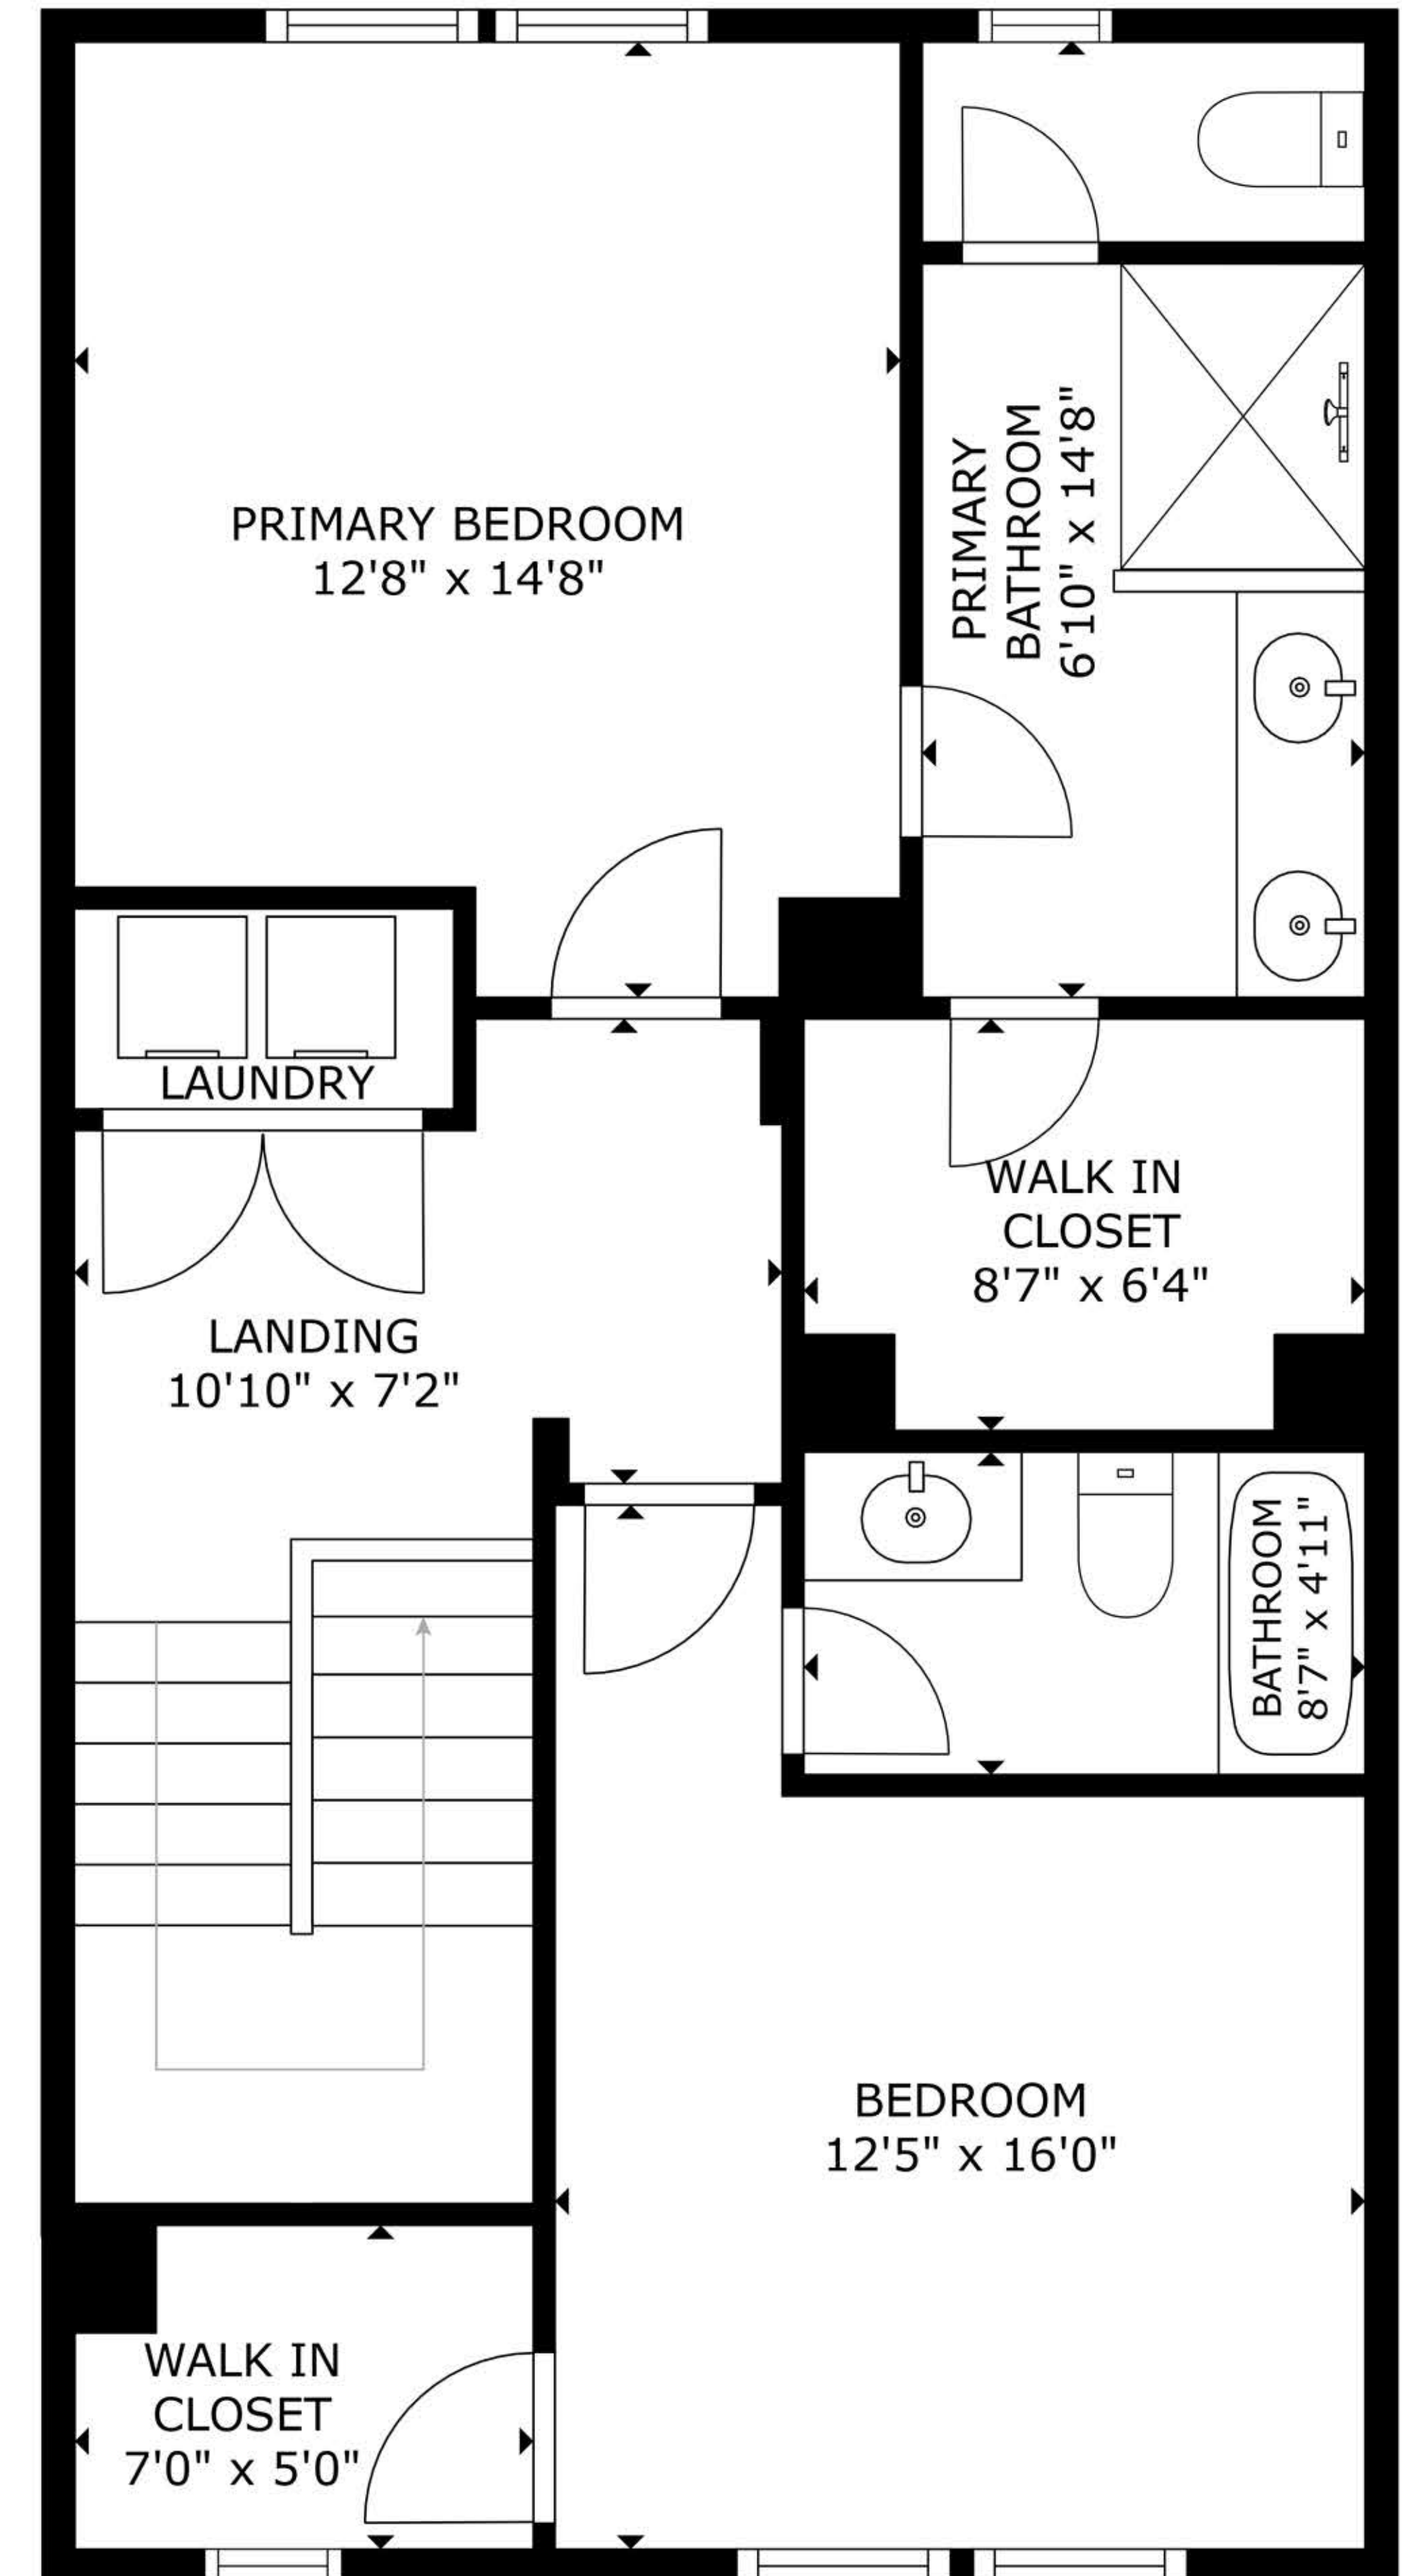 PRIMARY BEDROOM
12'8" x 14'8"
PRIMARY
BATHROOM
6'10" x 14'8"
LAUNDRY
WALK IN
CLOSET
8'7" x 6'4"
LANDING
10'10" x 7'2"
BATHROOM
8'7" x 4'11"
BEDROOM
12'5" x 16'0"
WALK IN
CLOSET
7'0" x 5'0"